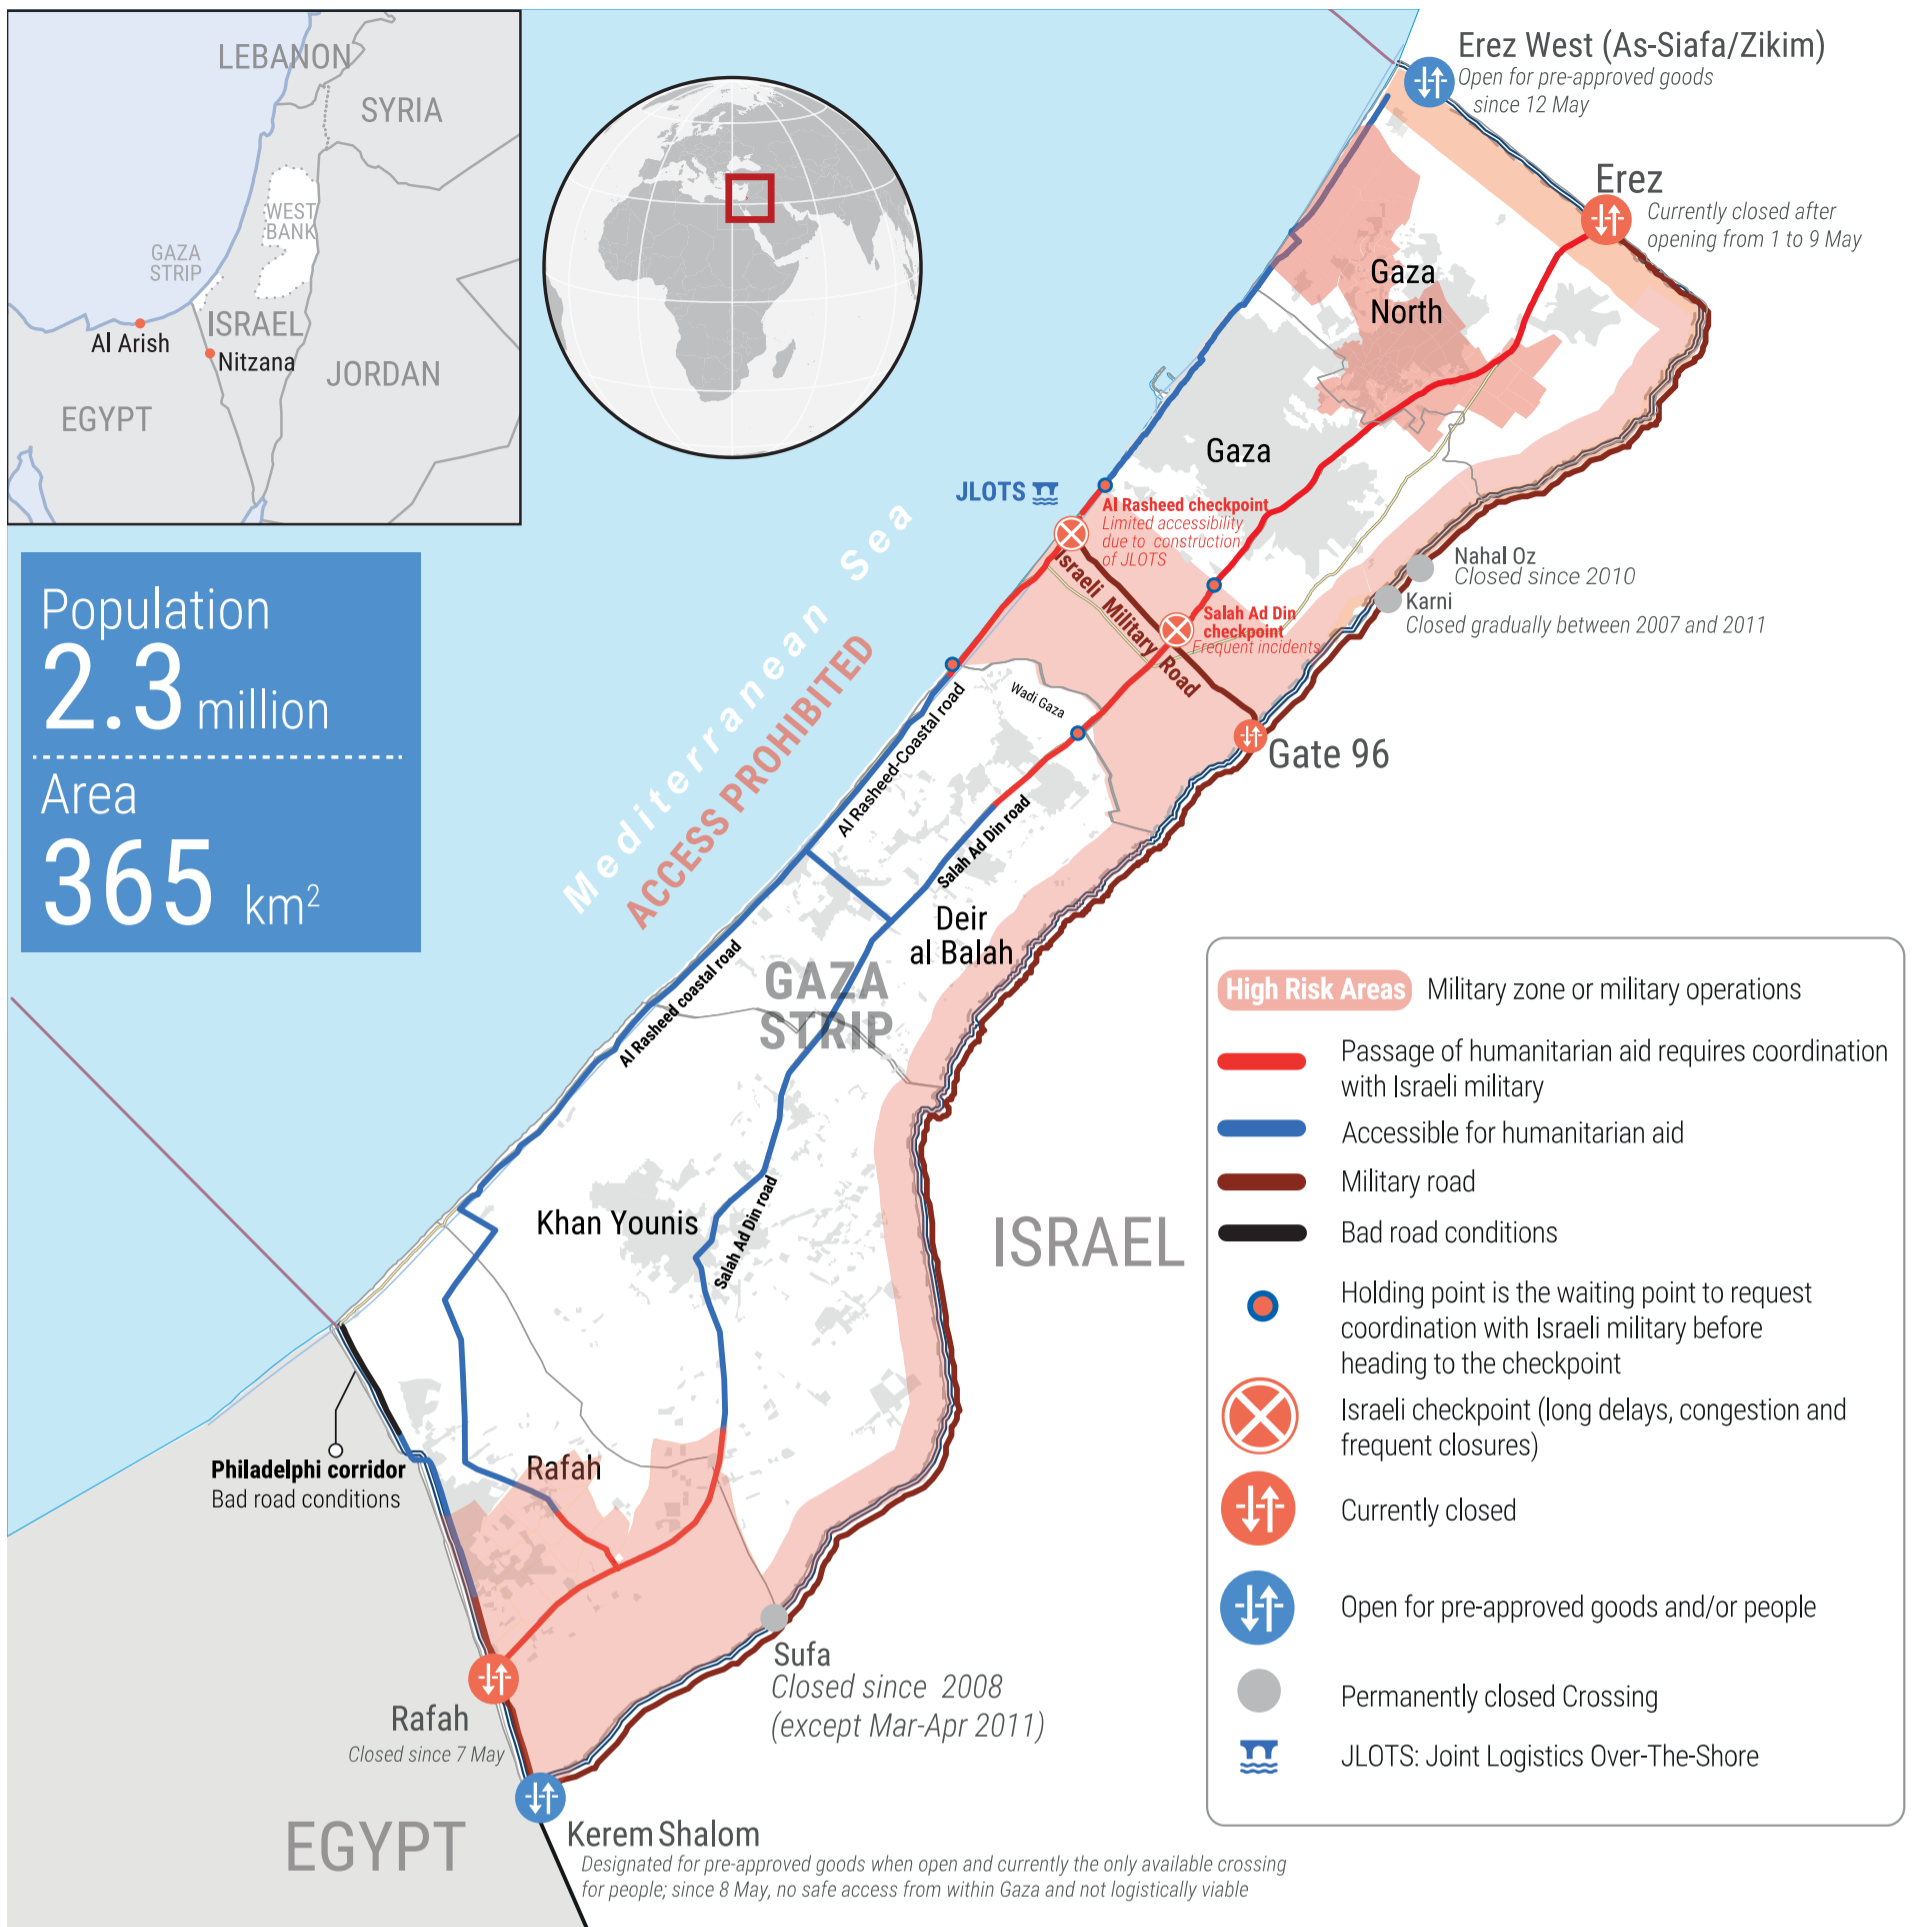 LEBANON
SYRIA
WEST
BANK
GAZA
STRIP
ISRAEL
Al Arish
Nitzana
JORDAN
EGYPT
Population
2.3 million
Area
365 km²
Mediterranean Sea
ACCESS PROHIBITED
Erez West (As-Siafa/Zikim)
Open for pre-approved goods
since 12 May
Erez
Currently closed after
opening from 1 to 9 May
Gaza
North
Gaza
JLOTS
Al Rasheed checkpoint
Limited accessibility
due to construction
of JLOTS
Israeli Military Road
Salah Ad Din
checkpoint
Frequent incidents
Nahal Oz
Closed since 2010
Karni
Closed gradually between 2007 and 2011
Gate 96
Wadi Gaza
Al Rasheed-Coastal road
Salah Ad Din road
Deir
al Balah
GAZA
STRIP
Al Rasheed coastal road
Khan Younis
Salah Ad Din road
ISRAEL
Philadelphi corridor
Bad road conditions
Rafah
Sufa
Closed since 2008
(except Mar-Apr 2011)
Rafah
Closed since 7 May
EGYPT
Kerem Shalom
Designated for pre-approved goods when open and currently the only available crossing
for people; since 8 May, no safe access from within Gaza and not logistically viable
High Risk Areas Military zone or military operations
Passage of humanitarian aid requires coordination
with Israeli military
Accessible for humanitarian aid
Military road
Bad road conditions
Holding point is the waiting point to request
coordination with Israeli military before
heading to the checkpoint
Israeli checkpoint (long delays, congestion and
frequent closures)
Currently closed
Open for pre-approved goods and/or people
Permanently closed Crossing
JLOTS: Joint Logistics Over-The-Shore